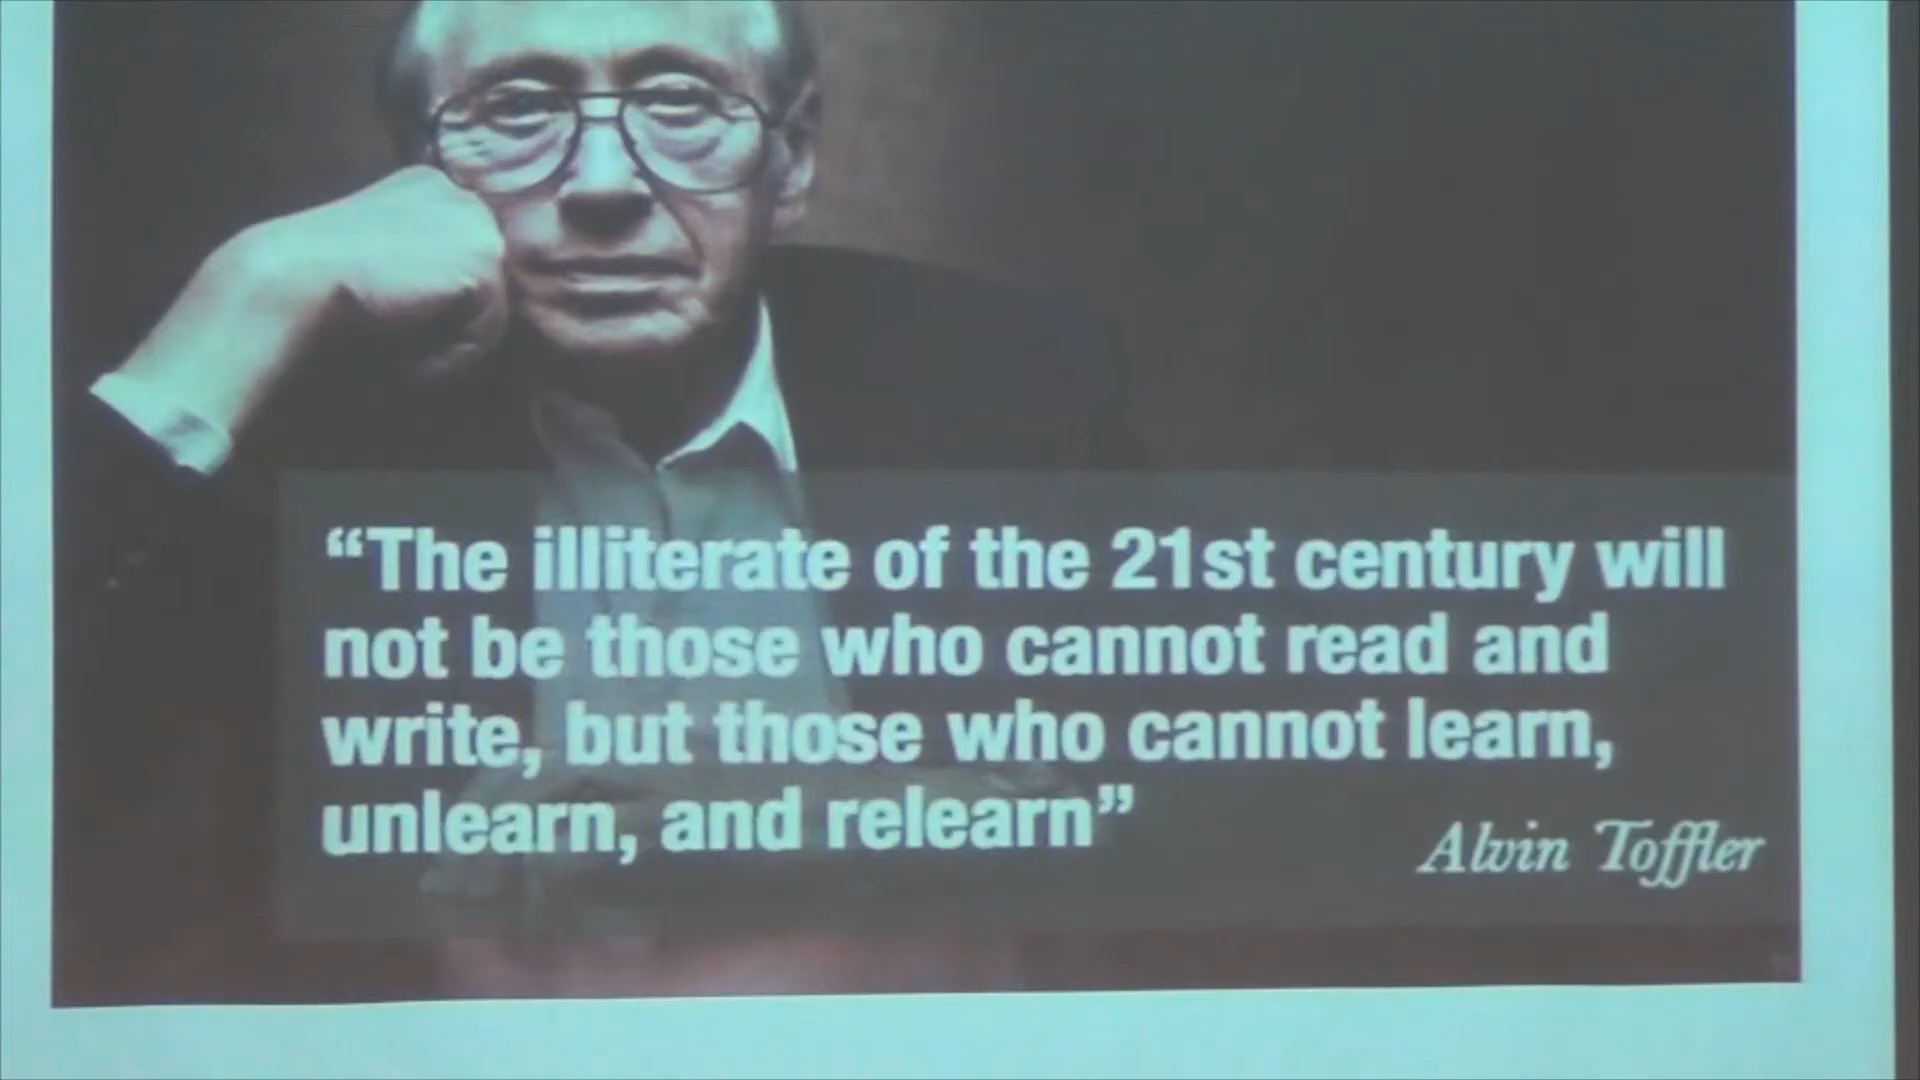 “The illiterate of the 21st century will
not be those who cannot read and
write, but those who cannot learn,
unlearn, and relearn”
Alvin Toffler